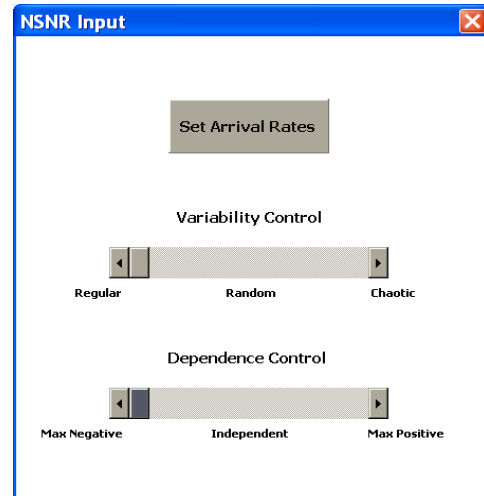 NSNR Input
Set Arrival Rates
Variability Control
Regular Random Chaotic
Dependence Control
Max Negative Independent Max Positive